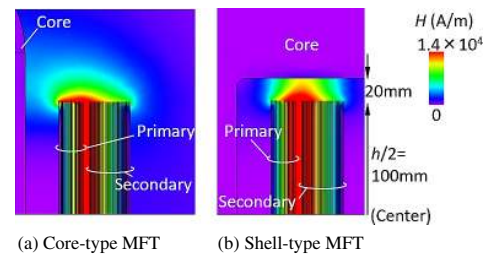 Core
Primary
Secondary
(a) Core-type MFT
Core
Primary
Secondary
20mm
h/2=
100mm
(Center)
(b) Shell-type MFT
H (A/m)
1.4 × 10⁴
0